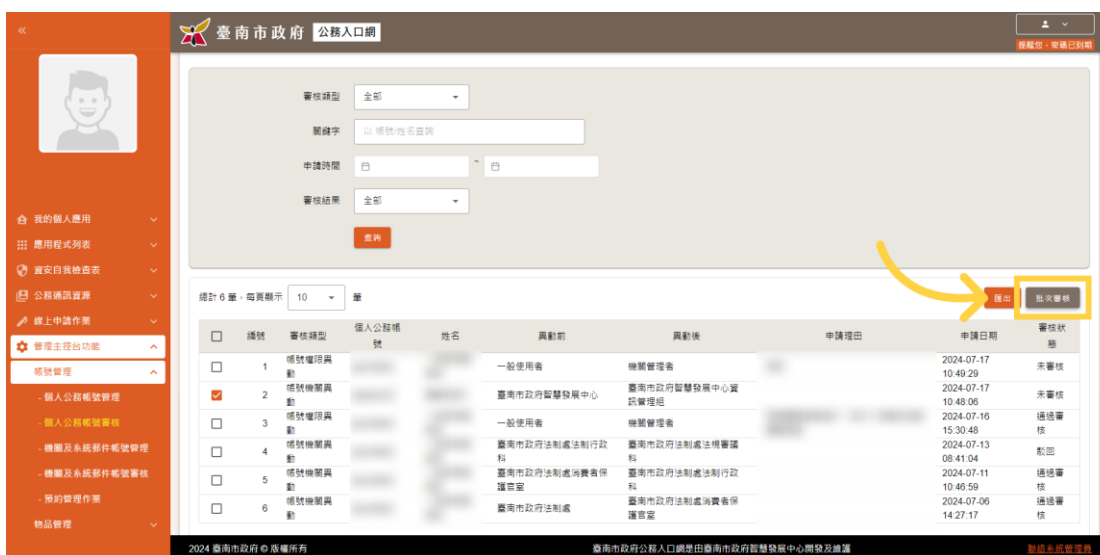 «
臺南市政府 公務入口網
提醒您，密碼已到期
我的個人應用
應用程式列表
資安自我檢查表
公務通訊資源
線上申請作業
管理主控台功能
帳號管理
- 個人公務帳號管理
- 個人公務帳號審核
- 機關及系統郵件帳號管理
- 機關及系統郵件帳號審核
- 預約管理作業
物品管理
審核類型 全部
關鍵字 以 帳號/姓名查詢
申請時間 ~
審核結果 全部
查詢
總計 6 筆，每頁顯示 10 筆
匯出 批次審核
編號 審核類型 個人公務帳號 姓名 異動前 異動後 申請理由 申請日期 審核狀態
1 帳號權限異動 一般使用者 機關管理者 2024-07-17 10:49:29 未審核
2 帳號機關異動 臺南市政府智慧發展中心 臺南市政府智慧發展中心資訊管理組 2024-07-17 10:48:06 未審核
3 帳號權限異動 一般使用者 機關管理者 2024-07-16 15:30:48 通過審核
4 帳號機關異動 臺南市政府法制處法制行政科 臺南市政府法制處法規審議科 2024-07-13 08:41:04 駁回
5 帳號機關異動 臺南市政府法制處消費者保護官室 臺南市政府法制處法制行政科 2024-07-11 10:46:59 通過審核
6 帳號機關異動 臺南市政府法制處 臺南市政府法制處消費者保護官室 2024-07-06 14:27:17 通過審核
2024 臺南市政府 © 版權所有 臺南市政府公務入口網是由臺南市政府智慧發展中心開發及維護 聯絡系統管理員